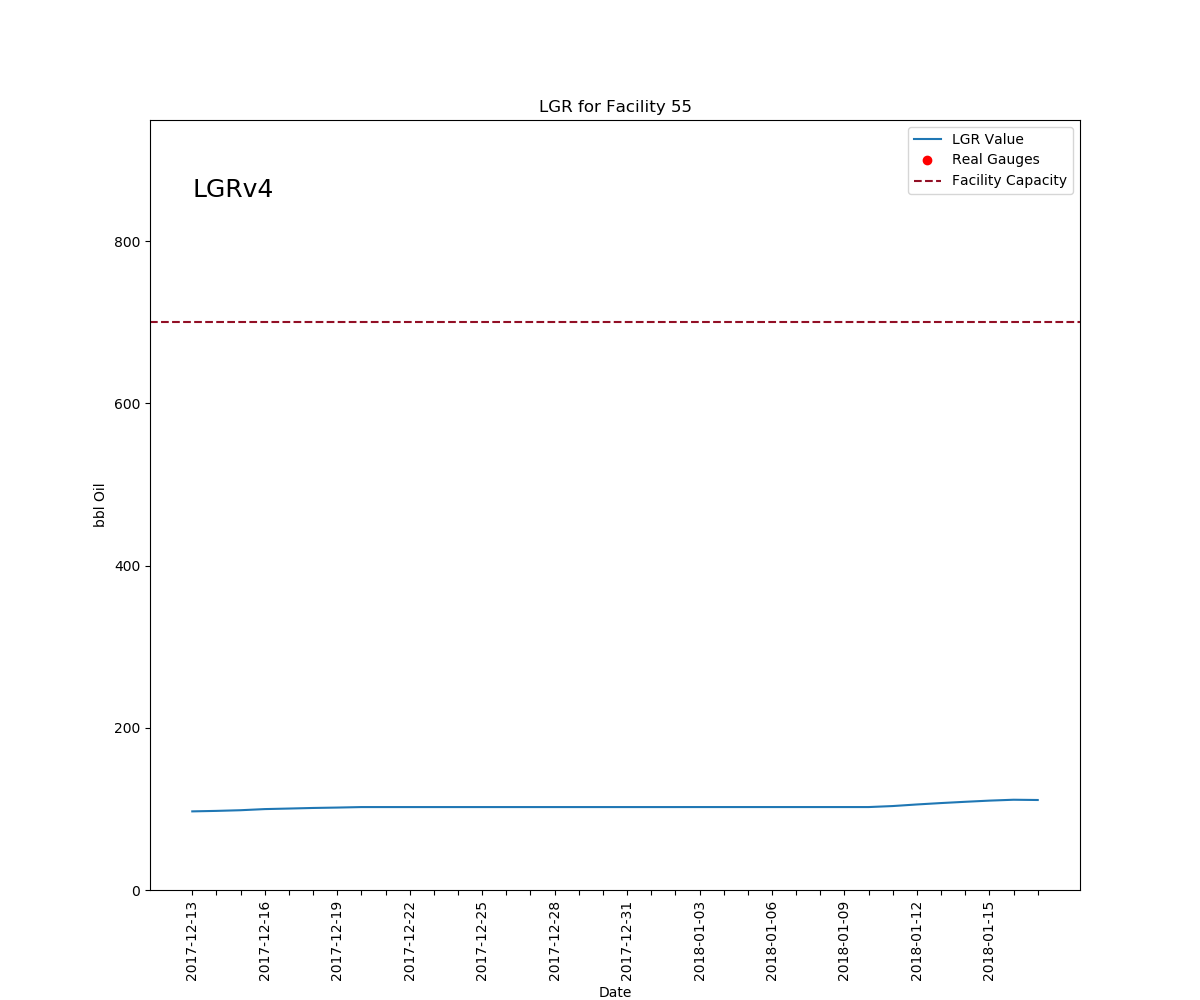 LGR for Facility 55
LGR Value
Real Gauges
Facility Capacity
LGRv4
800
600
400
200
0
bbl Oil
2017-12-13
2017-12-16
2017-12-19
2017-12-22
2017-12-25
2017-12-28
2017-12-31
2018-01-03
2018-01-06
2018-01-09
2018-01-12
2018-01-15
Date